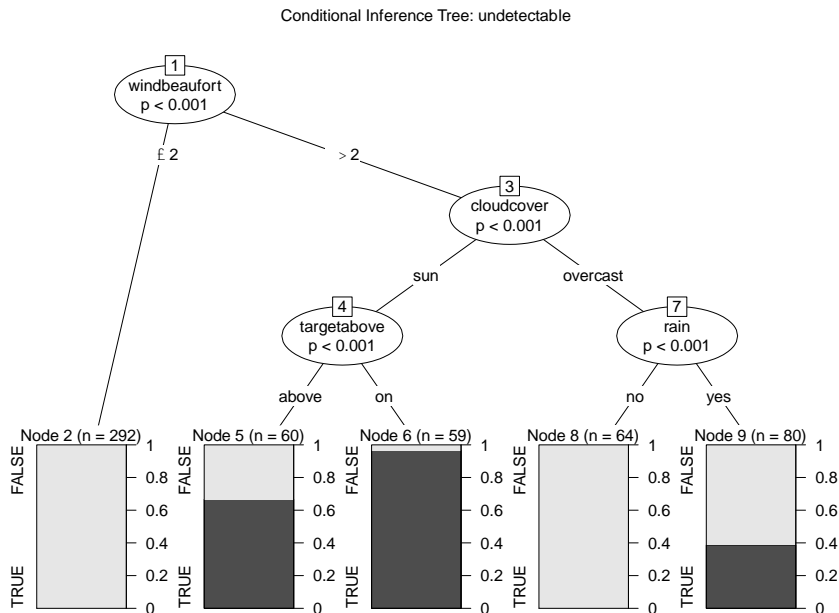 Conditional Inference Tree: undetectable
1
windbeaufort
p < 0.001
£ 2
> 2
3
cloudcover
p < 0.001
sun
overcast
4
targetabove
p < 0.001
7
rain
p < 0.001
above
on
no
yes
Node 2 (n = 292)
TRUE
FALSE
1
0.8
0.6
0.4
0.2
0
Node 5 (n = 60)
TRUE
FALSE
1
0.8
0.6
0.4
0.2
0
Node 6 (n = 59)
TRUE
FALSE
1
0.8
0.6
0.4
0.2
0
Node 8 (n = 64)
TRUE
FALSE
1
0.8
0.6
0.4
0.2
0
Node 9 (n = 80)
TRUE
FALSE
1
0.8
0.6
0.4
0.2
0